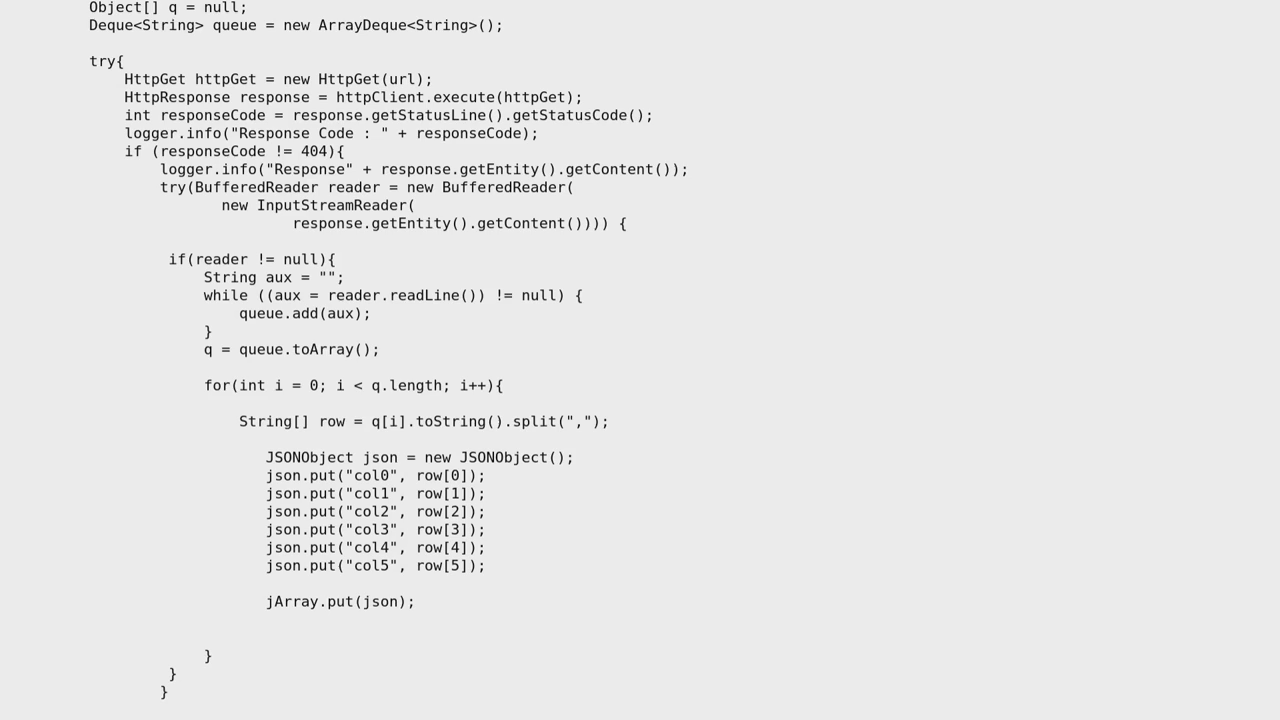 Object[] q = null;
Deque<String> queue = new ArrayDeque<String>();
try{
HttpGet httpGet = new HttpGet(url);
HttpResponse response = httpClient.execute(httpGet);
int responseCode = response.getStatusLine().getStatusCode();
logger.info("Response Code : " + responseCode);
if (responseCode != 404){
logger.info("Response" + response.getEntity().getContent());
try(BufferedReader reader = new BufferedReader(
new InputStreamReader(
response.getEntity().getContent()))) {
if(reader != null){
String aux = "";
while ((aux = reader.readLine()) != null) {
queue.add(aux);
}
q = queue.toArray();
for(int i = 0; i < q.length; i++){
String[] row = q[i].toString().split(",");
JSONObject json = new JSONObject();
json.put("col0", row[0]);
json.put("col1", row[1]);
json.put("col2", row[2]);
json.put("col3", row[3]);
json.put("col4", row[4]);
json.put("col5", row[5]);
jArray.put(json);
}
}
}